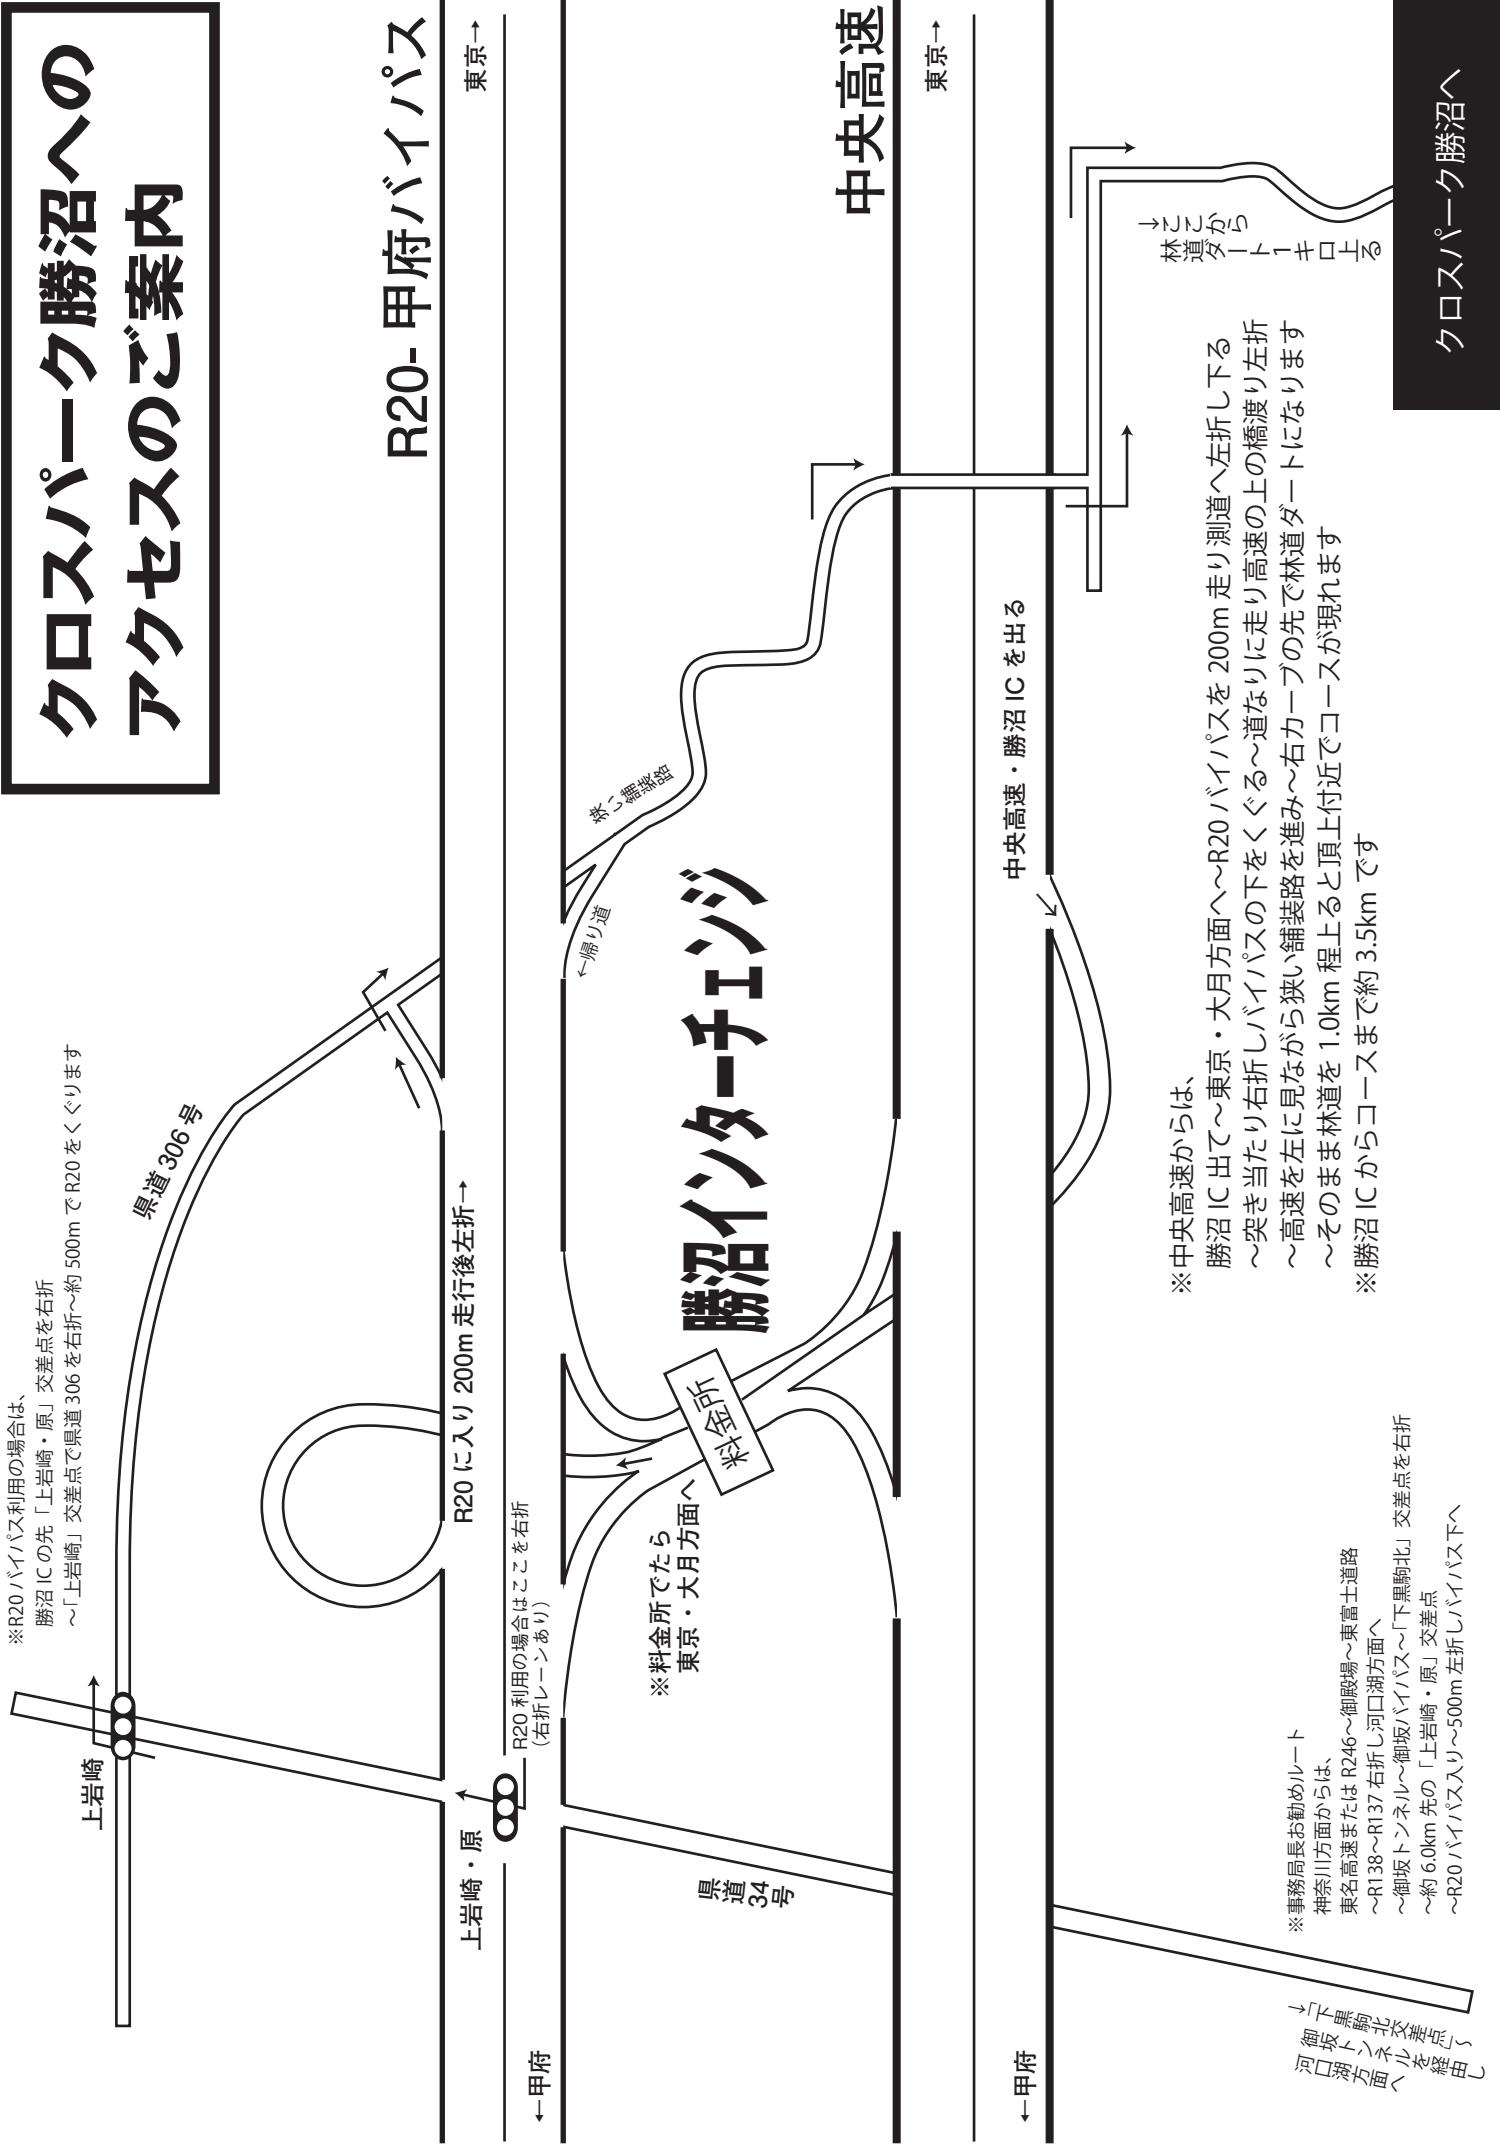 クロスパーク勝沼への
アクセスのご案内
※R20 バイパス利用の場合は、
勝沼 IC の先「上岩崎・原」交差点を右折
～「上岩崎」交差点で県道 306 を右折～約 500m で R20 をくぐります
上岩崎
県道 306 号
R20- 甲府バイパス
東京→
R20 に入り 200m 走行後左折→
上岩崎・原
R20 利用の場合はここを右折
（右折レーンあり）
←甲府
狭い舗装路
←帰り道
勝沼インターチェンジ
料金所
※料金所でたら
東京・大月方面へ
県道34号
中央高速
東京→
中央高速・勝沼 IC を出る
←甲府
→ここから
林道ダート1キロ上る
クロスパーク勝沼へ
※中央高速からは、
勝沼 IC 出て～東京・大月方面へ～R20 バイパスを 200m 走り測道へ左折し下る
～突き当たり右折しバイパスの下をくぐる～道なりに走り高速の上の橋渡り左折
～高速を左に見ながら狭い舗装路を進み～右カーブの先で林道ダートになります
～そのまま林道を 1.0km 程上ると頂上付近でコースが現れます
※勝沼 IC からコースまで約 3.5km です
※事務局長お勧めルート
神奈川方面からは、
東名高速または R246～御殿場～東富士道路
～R138～R137 右折し河口湖方面へ
～御坂トンネル～御坂バイパス～「下黒駒北」交差点を右折
～約 6.0km 先の「上岩崎・原」交差点
～R20 バイパス入り～500m 左折しバイパス下へ
→「下黒駒北交差点」～
御坂トンネルを経由し
河口湖方面へ